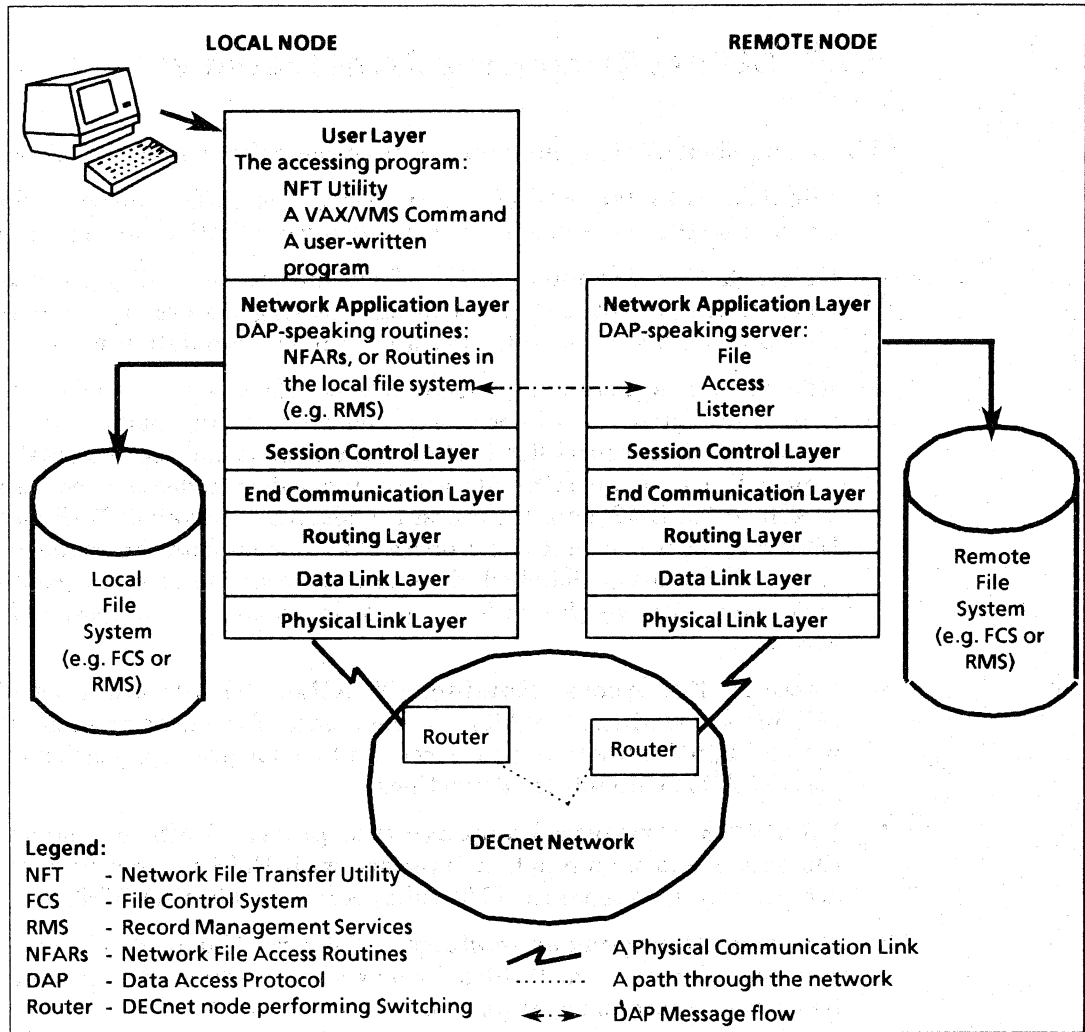 LOCAL NODE
REMOTE NODE
User Layer
The accessing program:
NFT Utility
A VAX/VMS Command
A user-written
program
Network Application Layer
DAP-speaking routines:
NFARs, or Routines in
the local file system
(e.g. RMS)
Session Control Layer
End Communication Layer
Routing Layer
Data Link Layer
Physical Link Layer
Network Application Layer
DAP-speaking server:
File
Access
Listener
Session Control Layer
End Communication Layer
Routing Layer
Data Link Layer
Physical Link Layer
Local
File
System
(e.g. FCS or
RMS)
Remote
File
System
(e.g. FCS or
RMS)
Router
Router
DECnet Network
Legend:
NFT - Network File Transfer Utility
FCS - File Control System
RMS - Record Management Services
NFARs - Network File Access Routines
DAP - Data Access Protocol
Router - DECnet node performing Switching
A Physical Communication Link
A path through the network
DAP Message flow